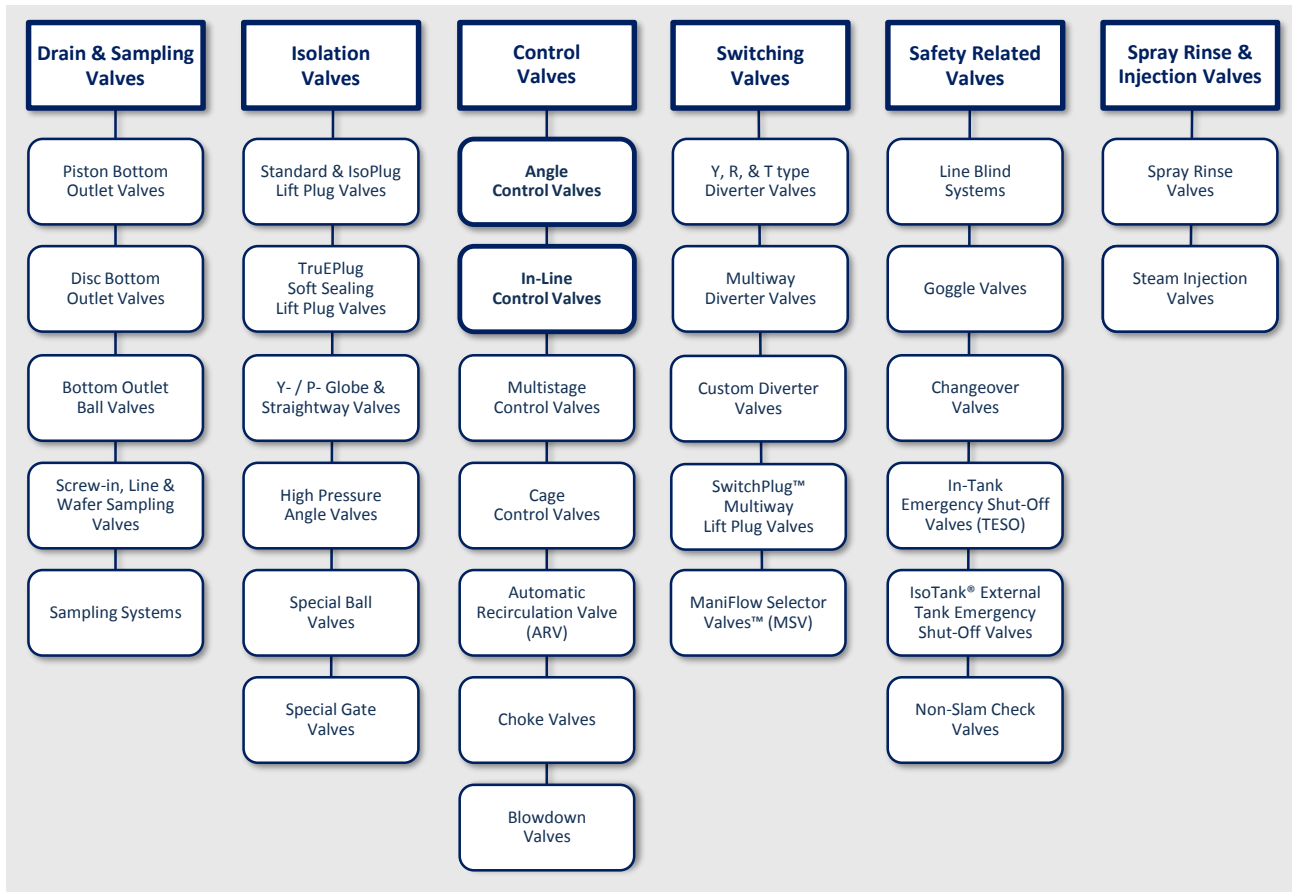 Drain & Sampling
Valves
Piston Bottom
Outlet Valves
Disc Bottom
Outlet Valves
Bottom Outlet
Ball Valves
Screw-in, Line &
Wafer Sampling
Valves
Sampling Systems
Isolation
Valves
Standard & IsoPlug
Lift Plug Valves
TruEPlug
Soft Sealing
Lift Plug Valves
Y- / P- Globe &
Straightway Valves
High Pressure
Angle Valves
Special Ball
Valves
Special Gate
Valves
Control
Valves
Angle
Control Valves
In-Line
Control Valves
Multistage
Control Valves
Cage
Control Valves
Automatic
Recirculation Valve
(ARV)
Choke Valves
Blowdown
Valves
Switching
Valves
Y, R, & T type
Diverter Valves
Multiway
Diverter Valves
Custom Diverter
Valves
SwitchPlug™
Multiway
Lift Plug Valves
ManiFlow Selector
Valves™ (MSV)
Safety Related
Valves
Line Blind
Systems
Goggle Valves
Changeover
Valves
In-Tank
Emergency Shut-Off
Valves (TESO)
IsoTank® External
Tank Emergency
Shut-Off Valves
Non-Slam Check
Valves
Spray Rinse &
Injection Valves
Spray Rinse
Valves
Steam Injection
Valves